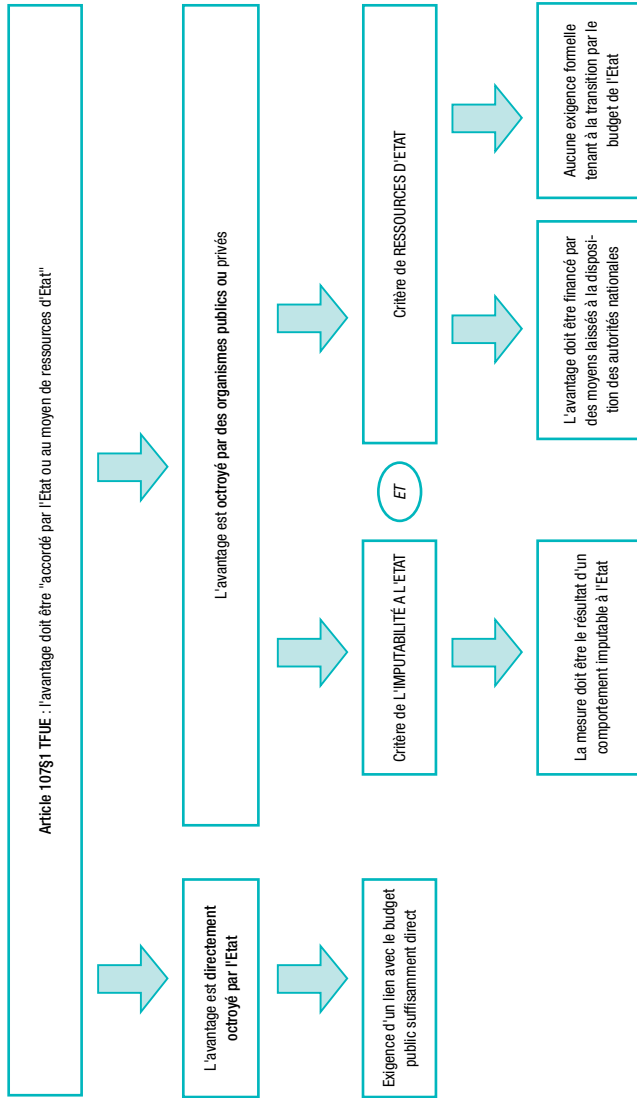 Article 107§1 TFUE : l'avantage doit être "accordé par l'Etat ou au moyen de ressources d'Etat"
L'avantage est directement
octroyé par l'Etat
L'avantage est octroyé par des organismes publics ou privés
Exigence d'un lien avec le budget
public suffisamment direct
Critère de L'IMPUTABILITÉ A L'ETAT
ET
Critère de RESSOURCES D'ETAT
La mesure doit être le résultat d'un
comportement imputable à l'Etat
L'avantage doit être financé par
des moyens laissés à la disposi-
tion des autorités nationales
Aucune exigence formelle
tenant à la transition par le
budget de l'Etat